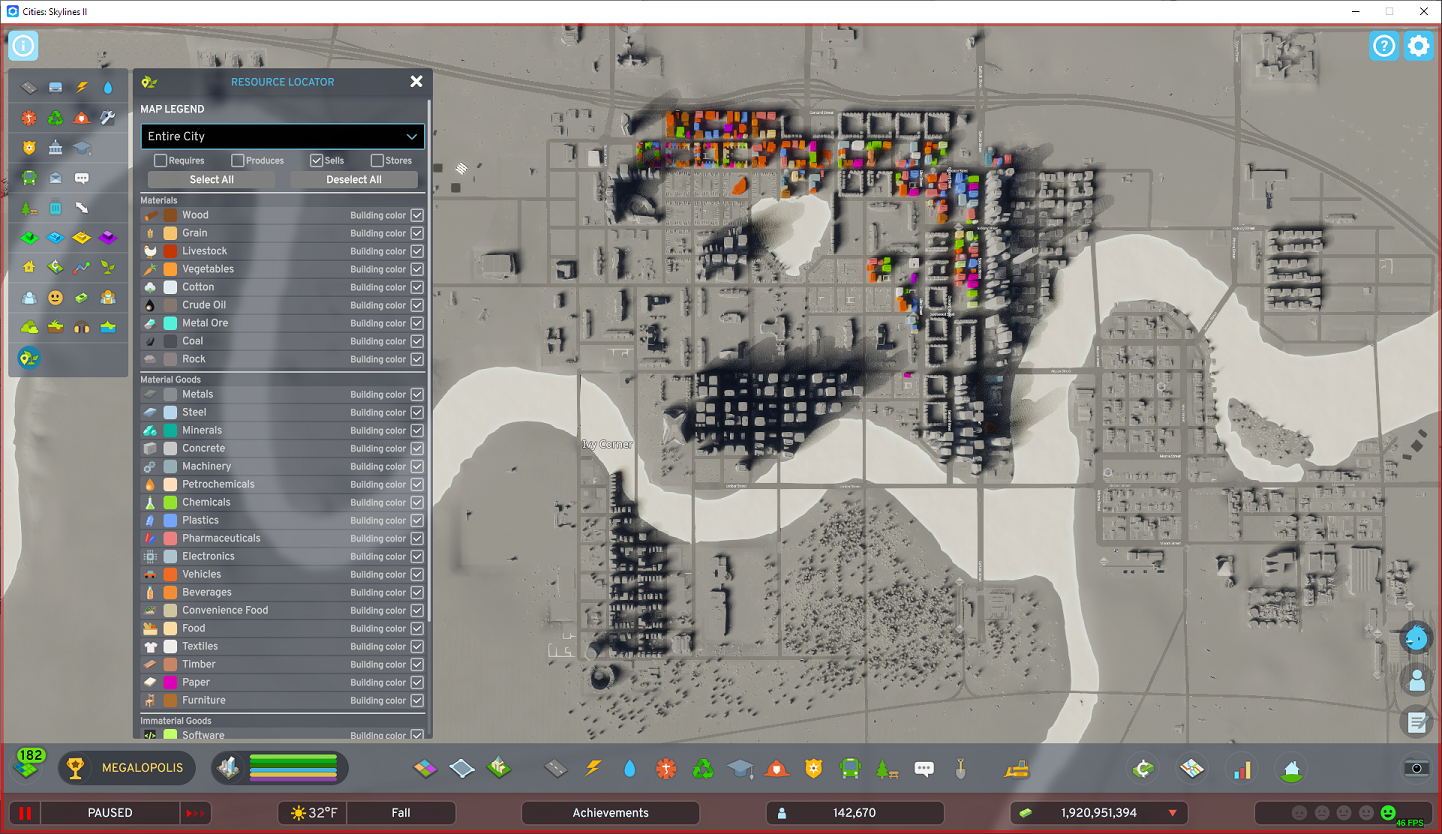 Cities: Skylines II
RESOURCE LOCATOR
MAP LEGEND
Entire City
Requires Produces Sells Stores
Select All Deselect All
Materials
Wood Building color
Grain Building color
Livestock Building color
Vegetables Building color
Cotton Building color
Crude Oil Building color
Metal Ore Building color
Coal Building color
Rock Building color
Material Goods
Metals Building color
Steel Building color
Minerals Building color
Concrete Building color
Machinery Building color
Petrochemicals Building color
Chemicals Building color
Plastics Building color
Pharmaceuticals Building color
Electronics Building color
Vehicles Building color
Beverages Building color
Convenience Food Building color
Food Building color
Textiles Building color
Timber Building color
Paper Building color
Furniture Building color
Immaterial Goods
Software Building color
Ivy Corner
182
MEGALOPOLIS
PAUSED
32°F
Fall
Achievements
142,670
1,920,951,394
46 FPS